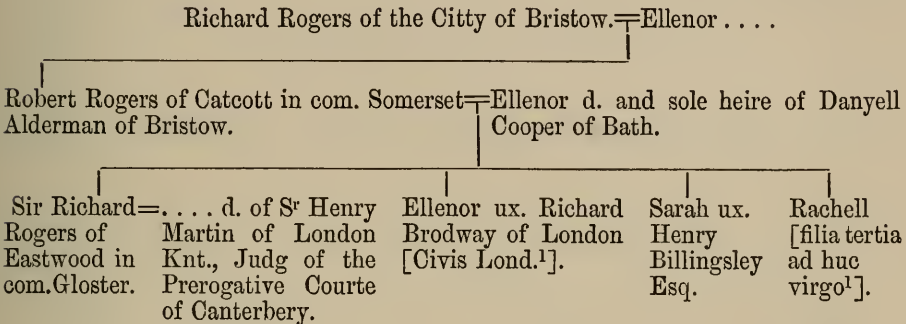 Richard Rogers of the Citty of Bristow.=Ellenor . . . .
Robert Rogers of Catcott in com. Somerset=Ellenor d. and sole heire of Danyell
Alderman of Bristow. Cooper of Bath.
Sir Richard=. . . . d. of Sʳ Henry
Rogers of Martin of London
Eastwood in Knt., Judg of the
com.Gloster. Prerogative Courte
of Canterbery.
Ellenor ux. Richard
Brodway of London
[Civis Lond.¹].
Sarah ux.
Henry
Billingsley
Esq.
Rachell
[filia tertia
ad huc
virgo¹].